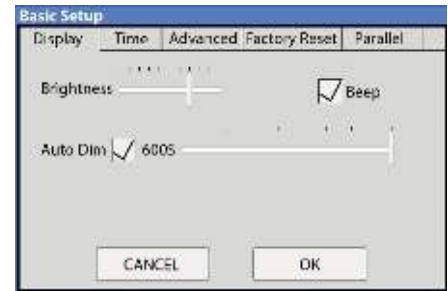 Basic Setup
Display Time Advanced Factory Reset Parallel
Brightness Beep
Auto Dim 600S
CANCEL OK